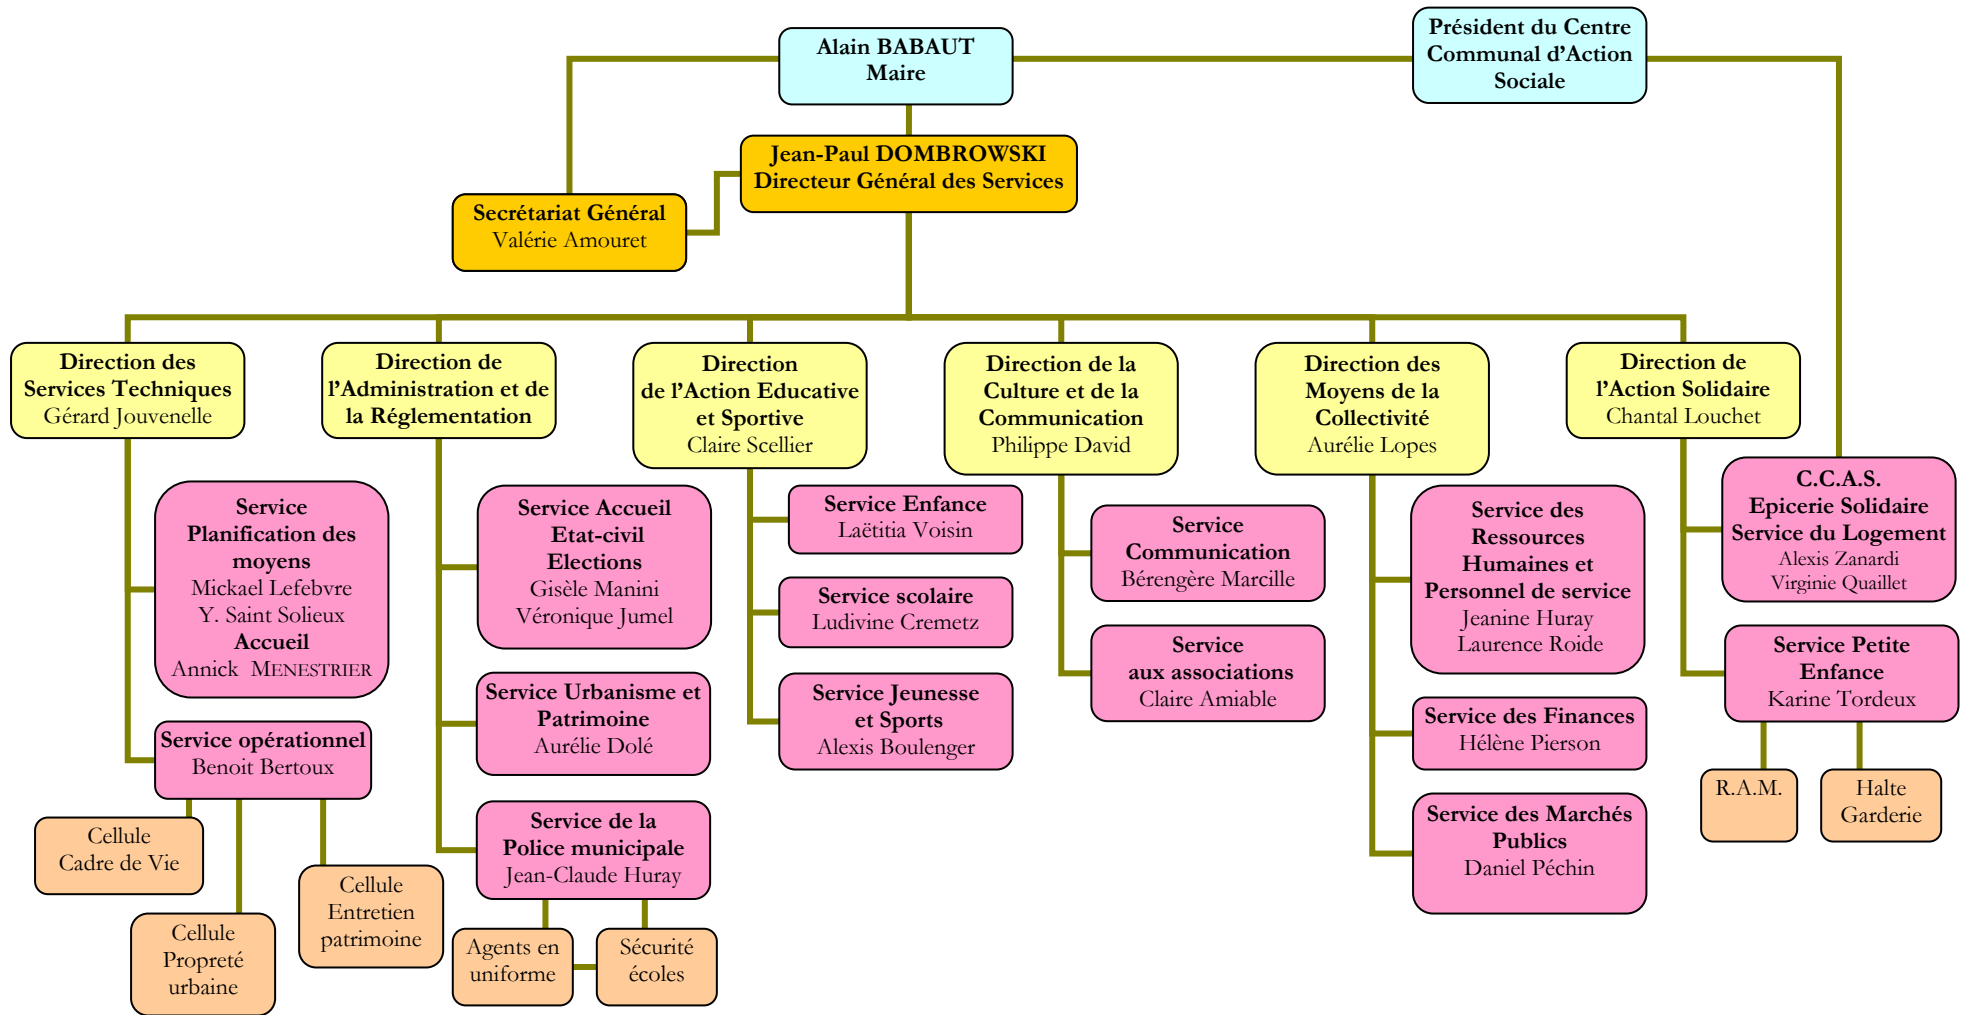 Alain BABAUT
Maire
Président du Centre
Communal d’Action
Sociale
Jean-Paul DOMBROWSKI
Directeur Général des Services
Secrétariat Général
Valérie Amouret
Direction des
Services Techniques
Gérard Jouvenelle
Direction de
l’Administration et de
la Réglementation
Direction
de l’Action Educative
et Sportive
Claire Scellier
Direction de la
Culture et de la
Communication
Philippe David
Direction des
Moyens de la
Collectivité
Aurélie Lopes
Direction de
l’Action Solidaire
Chantal Louchet
Service
Planification des
moyens
Mickael Lefebvre
Y. Saint Solieux
Accueil
Annick MENESTRIER
Service opérationnel
Benoit Bertoux
Cellule
Cadre de Vie
Cellule
Propreté
urbaine
Cellule
Entretien
patrimoine
Service Accueil
Etat-civil
Elections
Gisèle Manini
Véronique Jumel
Service Urbanisme et
Patrimoine
Aurélie Dolé
Service de la
Police municipale
Jean-Claude Huray
Agents en
uniforme
Sécurité
écoles
Service Enfance
Laëtitia Voisin
Service scolaire
Ludivine Cremetz
Service Jeunesse
et Sports
Alexis Boulenger
Service
Communication
Bérengère Marcille
Service
aux associations
Claire Amiable
Service des
Ressources
Humaines et
Personnel de service
Jeanine Huray
Laurence Roide
Service des Finances
Hélène Pierson
Service des Marchés
Publics
Daniel Péchin
C.C.A.S.
Epicerie Solidaire
Service du Logement
Alexis Zanardi
Virginie Quaillet
Service Petite
Enfance
Karine Tordeux
R.A.M.
Halte
Garderie